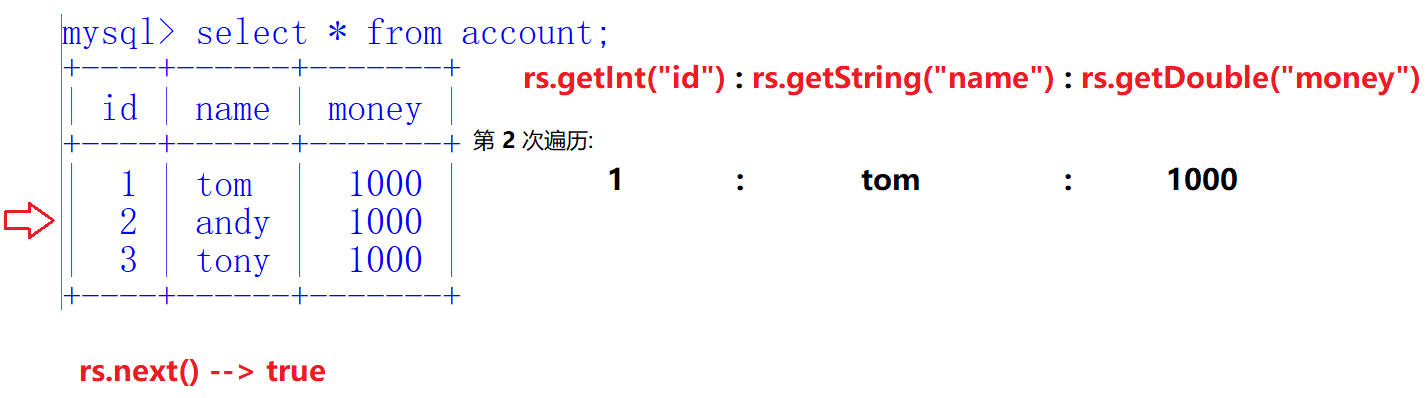 mysql> select * from account;
+----+------+-------+
| id | name | money |
+----+------+-------+
| 1 | tom | 1000 |
| 2 | andy | 1000 |
| 3 | tony | 1000 |
+----+------+-------+
rs.getInt("id") : rs.getString("name") : rs.getDouble("money")
第 2 次遍历:
1 : tom : 1000
rs.next() --> true